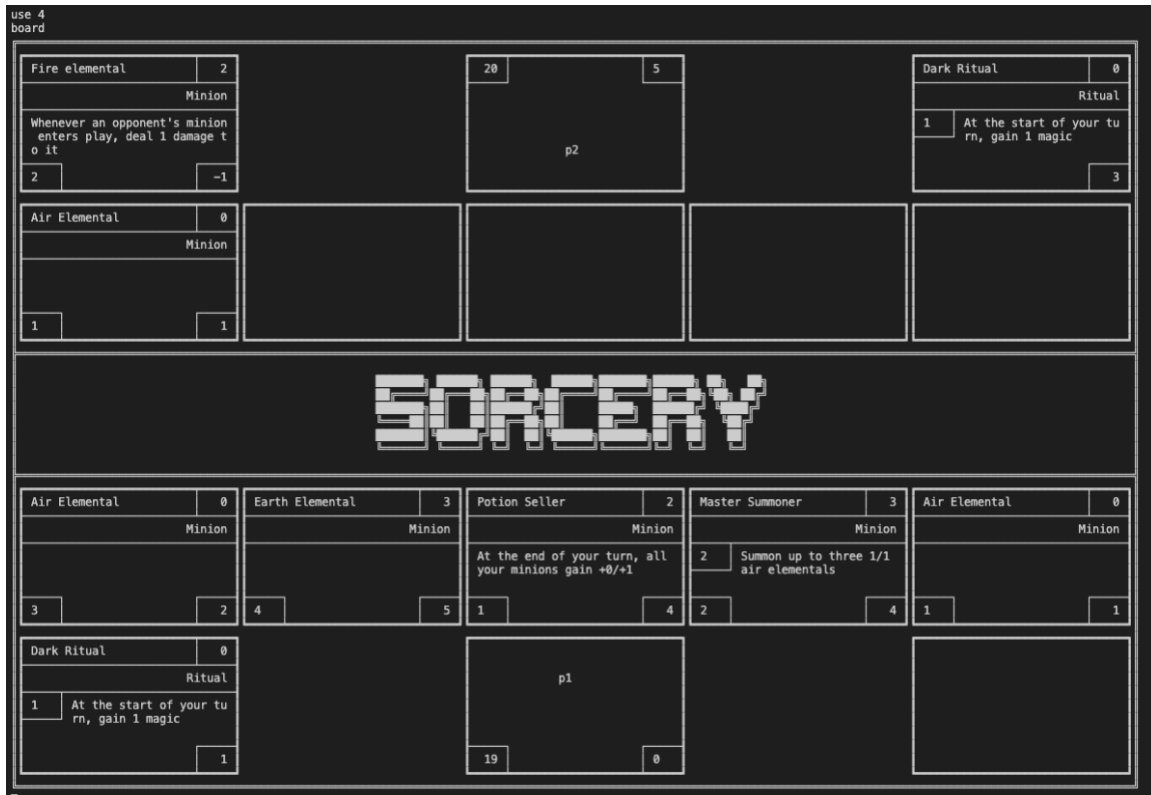 use 4
board
Fire elemental 2
Minion
Whenever an opponent's minion
enters play, deal 1 damage t
o it
2 -1
20 5
p2
Dark Ritual 0
Ritual
1 At the start of your tu
rn, gain 1 magic
3
Air Elemental 0
Minion
1 1
SORCERY
Air Elemental 0
Minion
3 2
Earth Elemental 3
Minion
4 5
Potion Seller 2
Minion
At the end of your turn, all
your minions gain +0/+1
1 4
Master Summoner 3
Minion
2 Summon up to three 1/1
air elementals
2 4
Air Elemental 0
Minion
1 1
Dark Ritual 0
Ritual
1 At the start of your tu
rn, gain 1 magic
1
p1
19 0